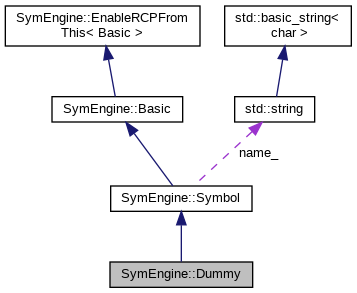 SymEngine::EnableRCPFrom
This< Basic >
std::basic_string<
char >
SymEngine::Basic
std::string
name_
SymEngine::Symbol
SymEngine::Dummy